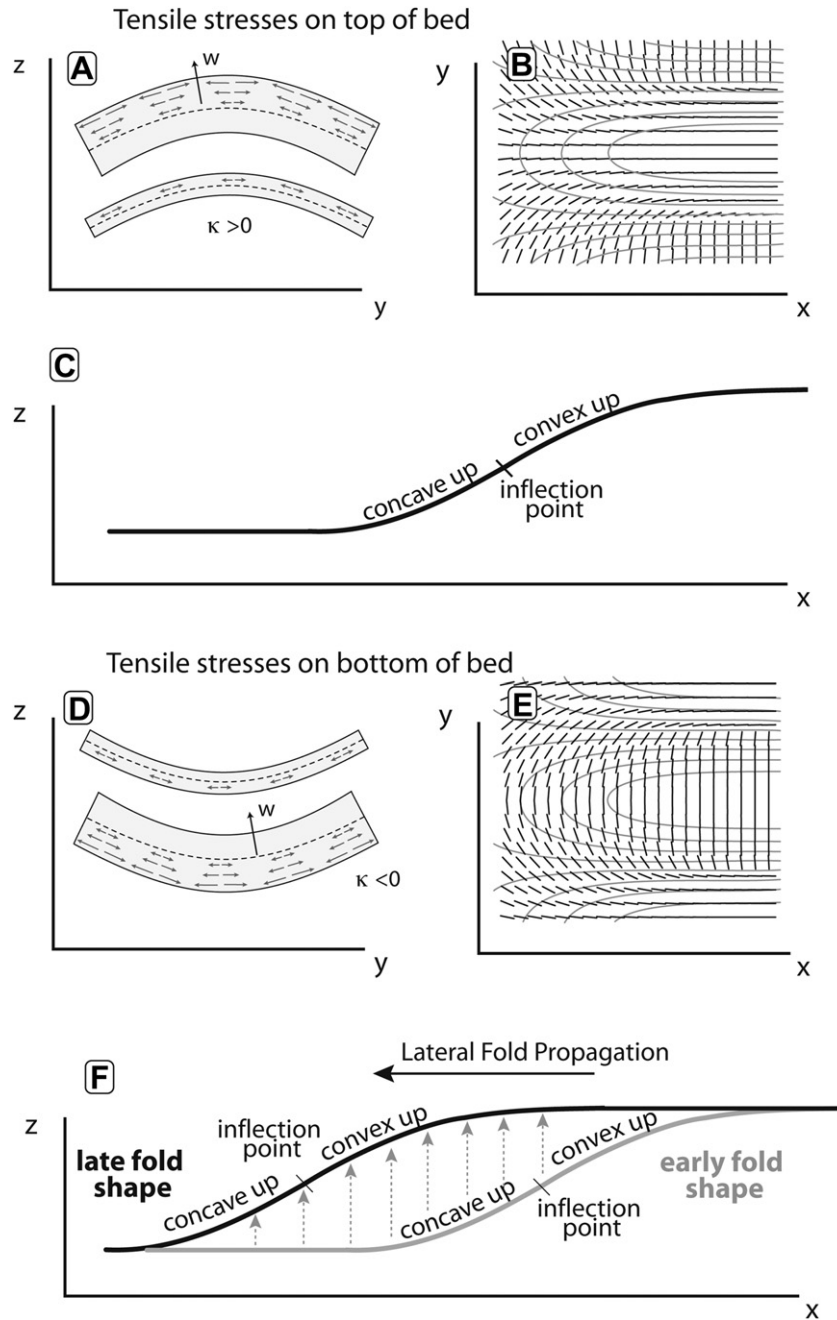 Tensile stresses on top of bed
z
A
w
κ >0
y
y
B
x
C
z
concave up
convex up
inflection
point
x
Tensile stresses on bottom of bed
z
D
w
κ <0
y
y
E
x
F
Lateral Fold Propagation
z
late fold
shape
inflection
point
concave up
convex up
concave up
convex up
inflection
point
early fold
shape
x